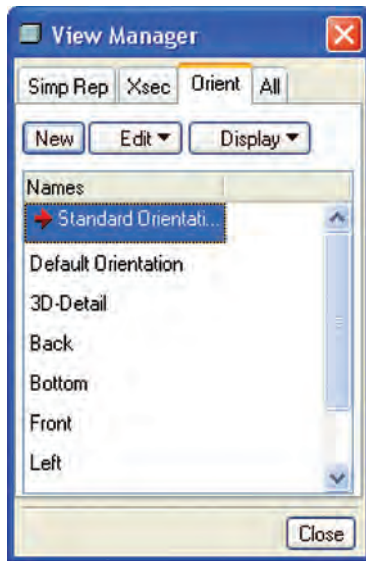 View Manager
Simp Rep Xsec Orient All
New Edit Display
Names
Standard Orientati...
Default Orientation
3D-Detail
Back
Bottom
Front
Left
Close